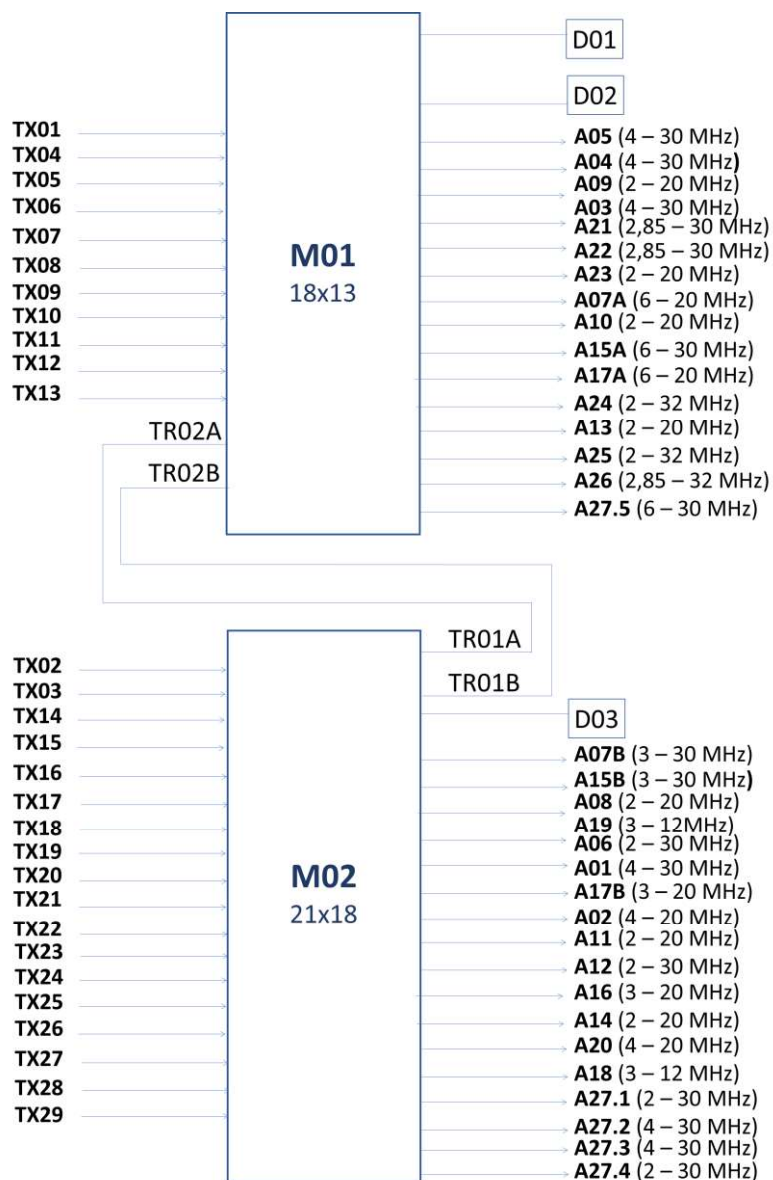 D01
D02
TX01
TX04
TX05
TX06
TX07
TX08
TX09
TX10
TX11
TX12
TX13
TR02A
TR02B
M01
18x13
A05 (4 – 30 MHz)
A04 (4 – 30 MHz)
A09 (2 – 20 MHz)
A03 (4 – 30 MHz)
A21 (2,85 – 30 MHz)
A22 (2,85 – 30 MHz)
A23 (2 – 20 MHz)
A07A (6 – 20 MHz)
A10 (2 – 20 MHz)
A15A (6 – 30 MHz)
A17A (6 – 20 MHz)
A24 (2 – 32 MHz)
A13 (2 – 20 MHz)
A25 (2 – 32 MHz)
A26 (2,85 – 32 MHz)
A27.5 (6 – 30 MHz)
TR01A
TR01B
D03
TX02
TX03
TX14
TX15
TX16
TX17
TX18
TX19
TX20
TX21
TX22
TX23
TX24
TX25
TX26
TX27
TX28
TX29
M02
21x18
A07B (3 – 30 MHz)
A15B (3 – 30 MHz)
A08 (2 – 20 MHz)
A19 (3 – 12MHz)
A06 (2 – 30 MHz)
A01 (4 – 30 MHz)
A17B (3 – 20 MHz)
A02 (4 – 20 MHz)
A11 (2 – 20 MHz)
A12 (2 – 30 MHz)
A16 (3 – 20 MHz)
A14 (2 – 20 MHz)
A20 (4 – 20 MHz)
A18 (3 – 12 MHz)
A27.1 (2 – 30 MHz)
A27.2 (4 – 30 MHz)
A27.3 (4 – 30 MHz)
A27.4 (2 – 30 MHz)